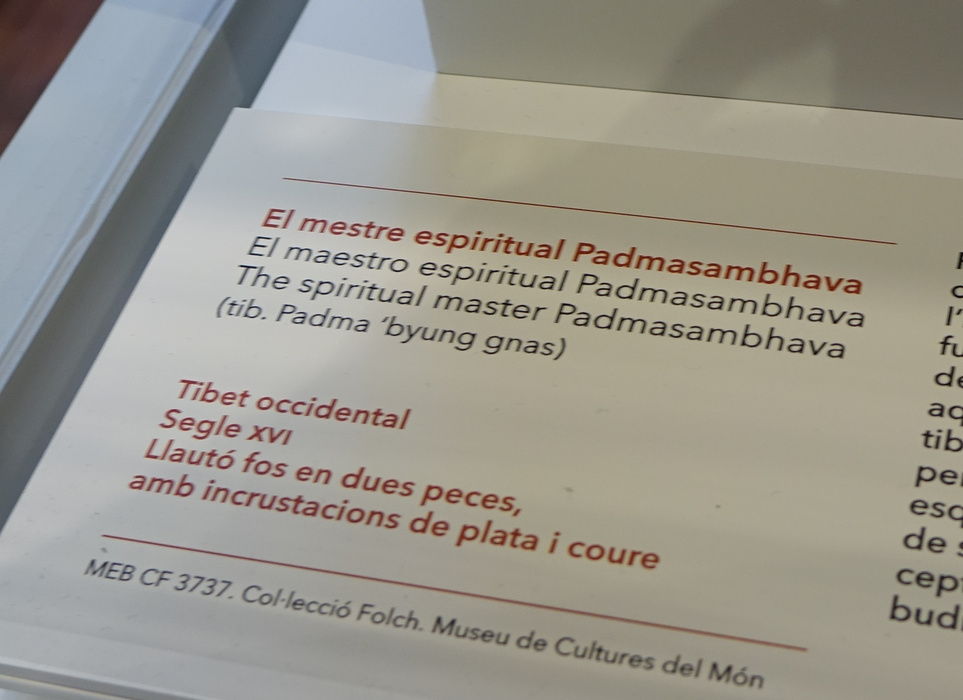 El mestre espiritual Padmasambhava
El maestro espiritual Padmasambhava
The spiritual master Padmasambhava
(tib. Padma ‘byung gnas)
Tibet occidental
Segle XVI
Llautó fos en dues peces,
amb incrustacions de plata i coure
MEB CF 3737. Col·lecció Folch. Museu de Cultures del Món
de